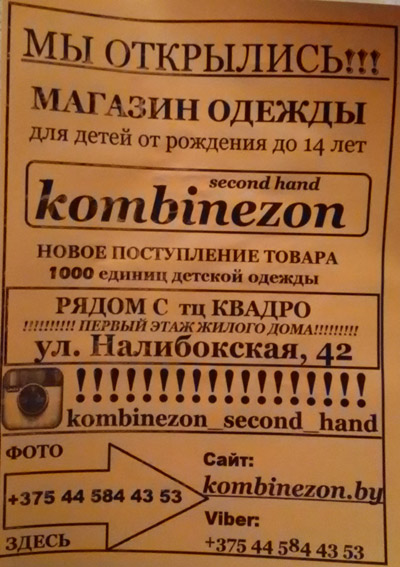 МЫ ОТКРЫЛИСЬ!!!
МАГАЗИН ОДЕЖДЫ
для детей от рождения до 14 лет
second hand
kombinezon
НОВОЕ ПОСТУПЛЕНИЕ ТОВАРА
1000 единиц детской одежды
РЯДОМ С тц КВАДРО
!!!!!!!!!! ПЕРВЫЙ ЭТАЖ ЖИЛОГО ДОМА!!!!!!!!!
ул. Налибокская, 42
!!!!!!!!!!!!!!!!!!
kombinezon_second_hand
ФОТО
+375 44 584 43 53
ЗДЕСЬ
Сайт:
kombinezon.by
Viber:
+375 44 584 43 53